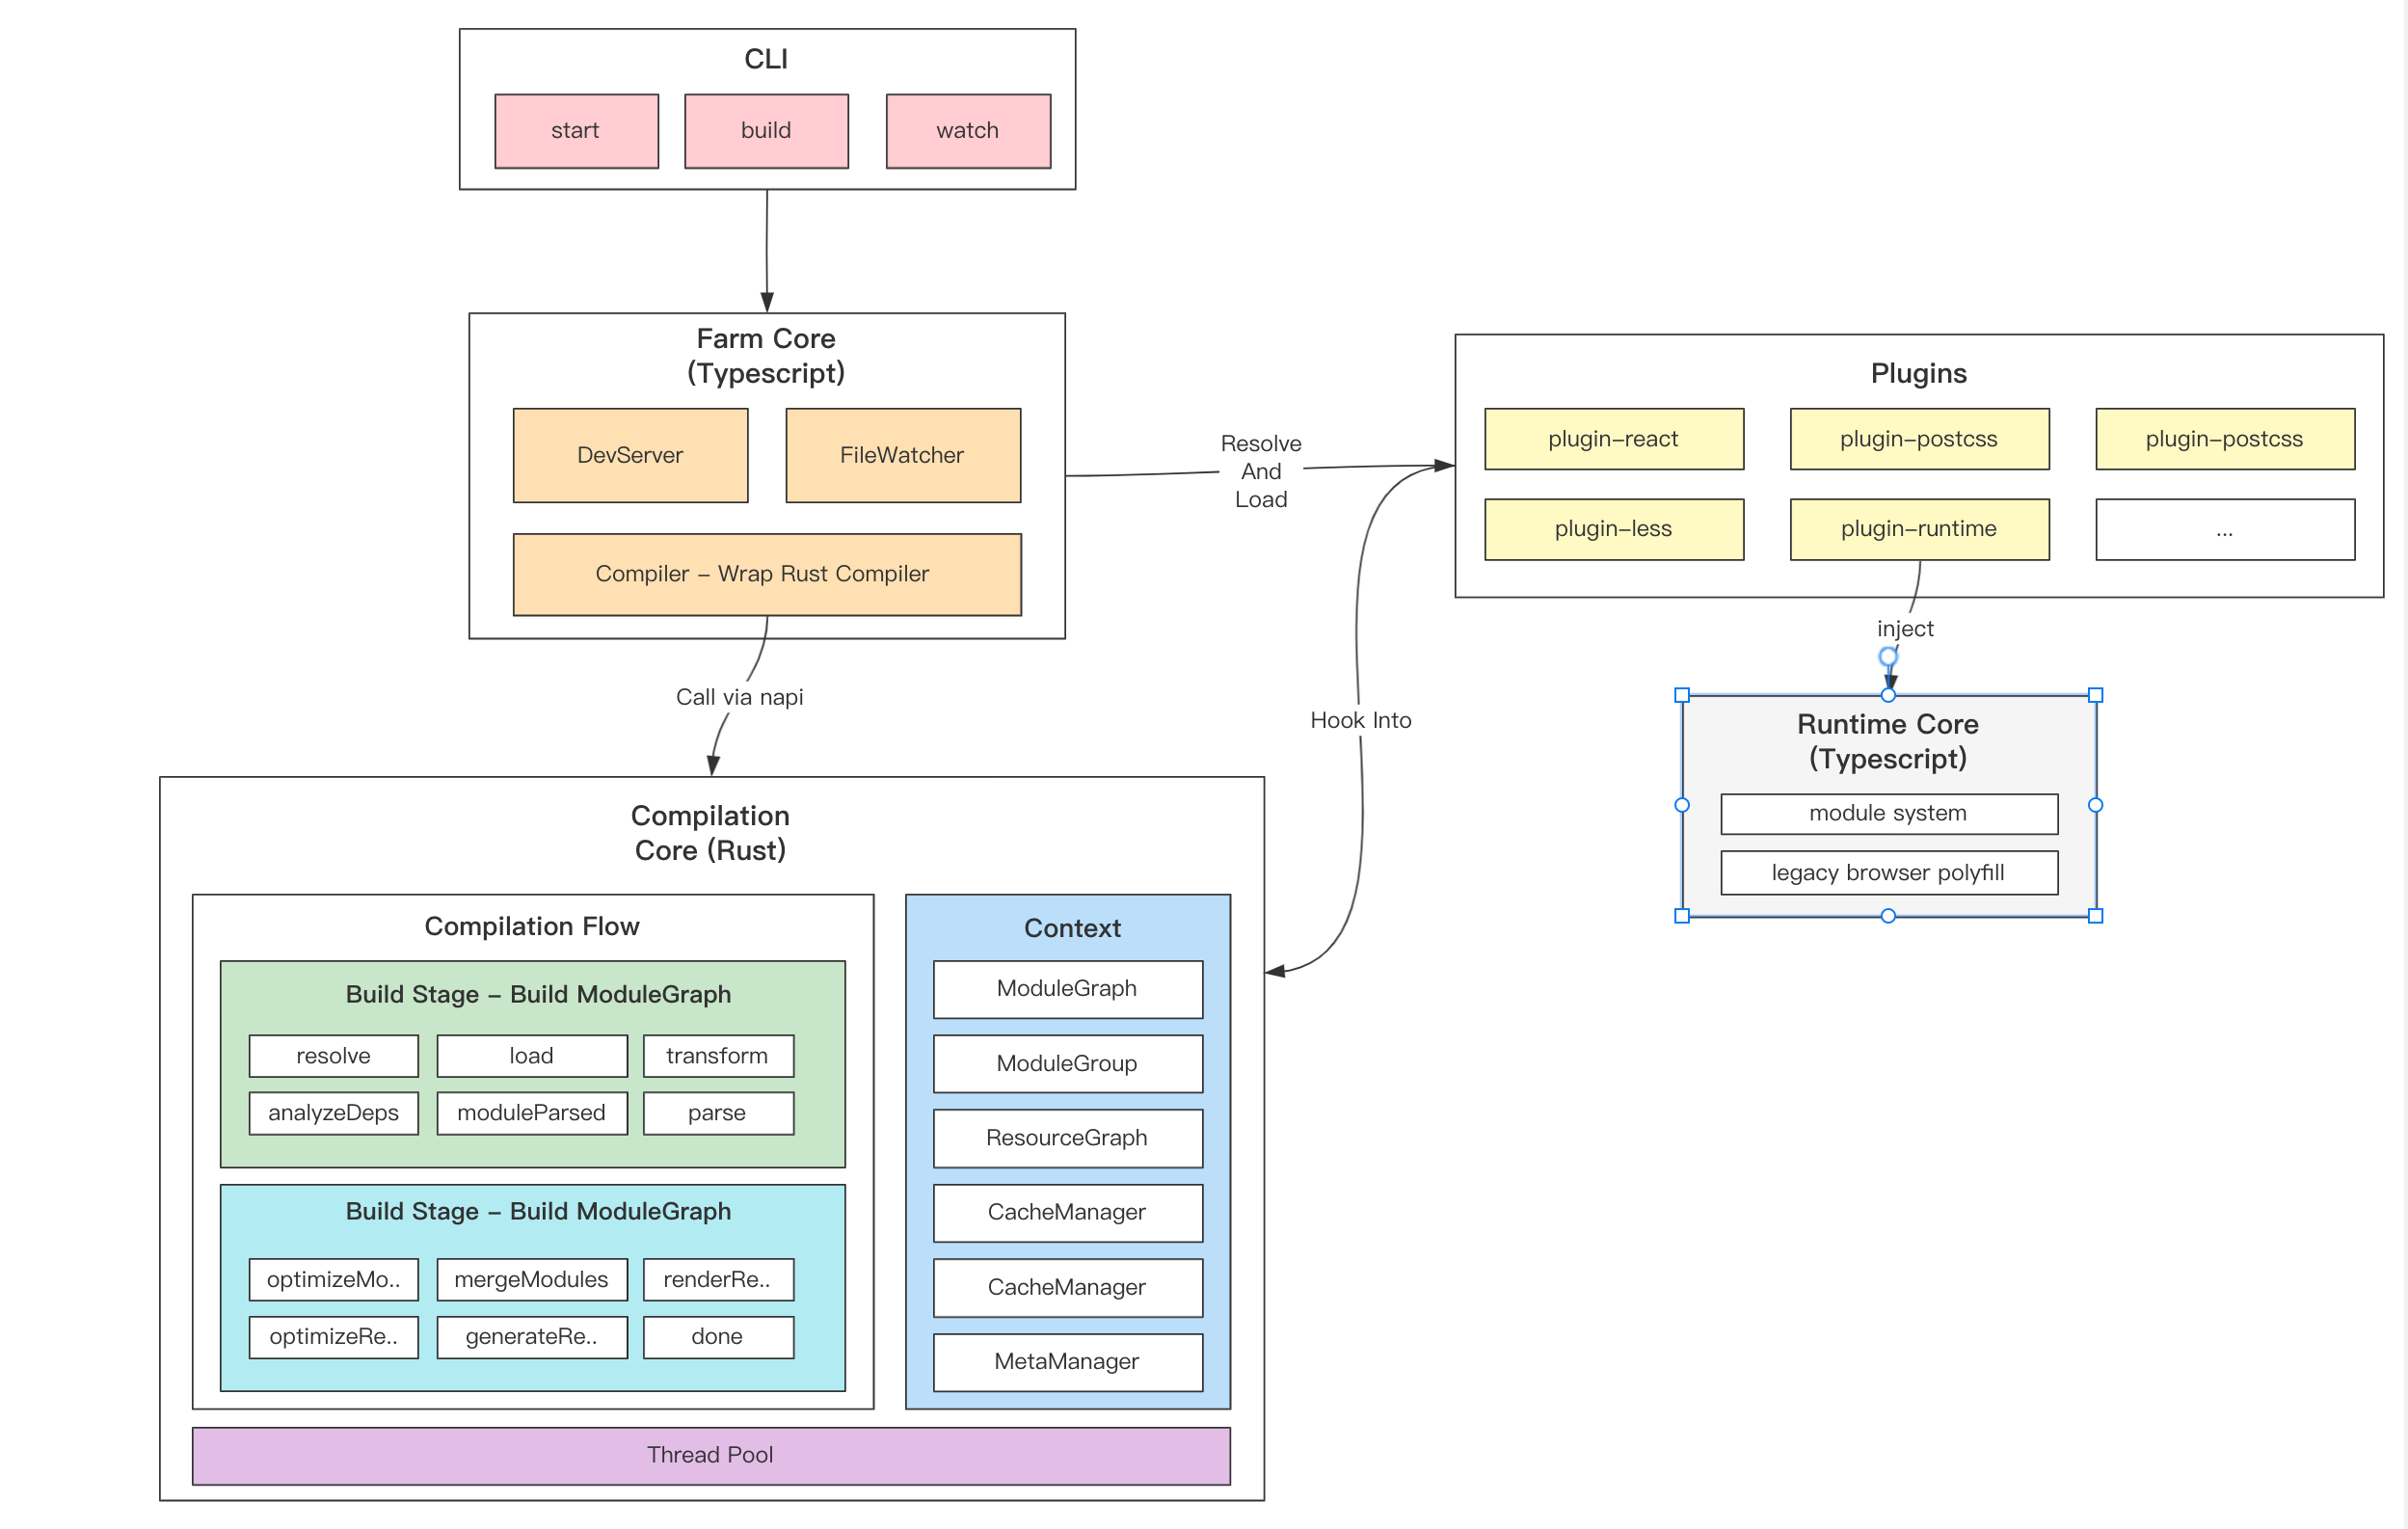 CLI
start
build
watch
Farm Core
(Typescript)
DevServer
FileWatcher
Compiler – Wrap Rust Compiler
Resolve
And
Load
Plugins
plugin–react
plugin–postcss
plugin–postcss
plugin–less
plugin–runtime
...
inject
Call via napi
Hook Into
Runtime Core
(Typescript)
module system
legacy browser polyfill
Compilation
Core (Rust)
Compilation Flow
Build Stage – Build ModuleGraph
resolve
load
transform
analyzeDeps
moduleParsed
parse
Build Stage – Build ModuleGraph
optimizeMo..
mergeModules
renderRe..
optimizeRe..
generateRe..
done
Context
ModuleGraph
ModuleGroup
ResourceGraph
CacheManager
CacheManager
MetaManager
Thread Pool